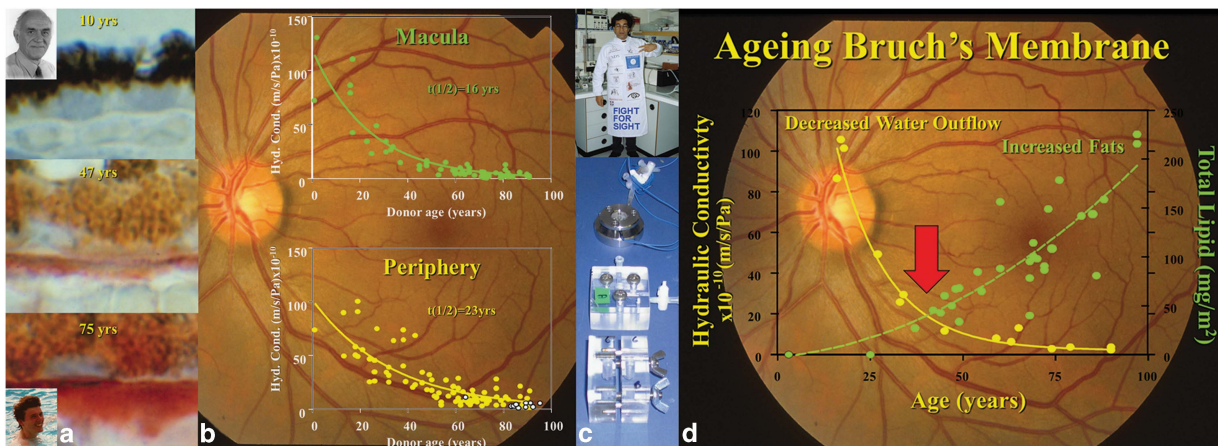 10 yrs
47 yrs
75 yrs
a
Macula
t(1/2)=16 yrs
Hyd. Cond. (m/s/Pa)x10-10
150
100
50
0
0 20 40 60 80 100
Donor age (years)
Periphery
t(1/2)=23yrs
Hyd. Cond. (m/s/Pa)x10-10
150
100
50
0
0 20 40 60 80 100
Donor age (years)
b
FIGHT
FOR
SIGHT
c
Ageing Bruch's Membrane
Decreased Water Outflow
Increased Fats
Hydraulic Conductivty
x10-10(m/s/Pa)
120
100
80
60
40
20
0
250
200
150
100
50
0
Total Lipid (mg/m2)
0 25 50 75 100
Age (years)
d